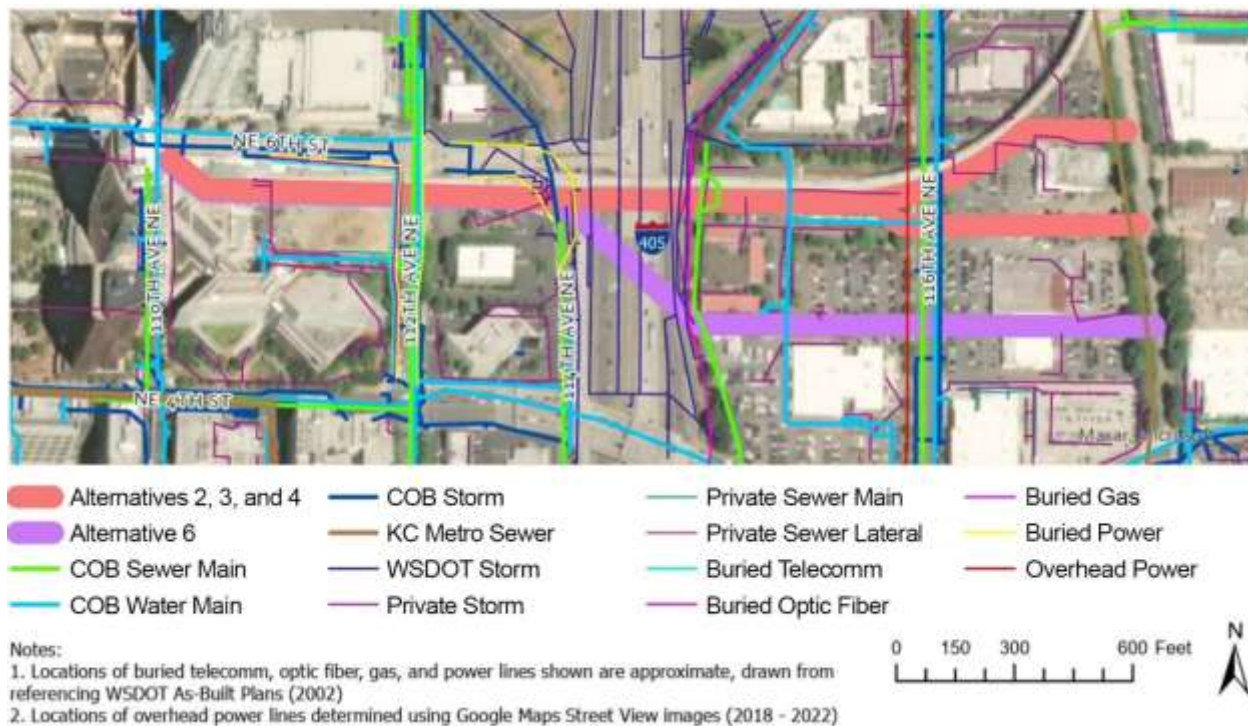 NE 6TH ST
110TH AVE NE
112TH AVE NE
114TH AVE NE
405
116TH AVE NE
NE 4TH ST
Alternatives 2, 3, and 4
Alternative 6
COB Sewer Main
COB Water Main
COB Storm
KC Metro Sewer
WSDOT Storm
Private Storm
Private Sewer Main
Private Sewer Lateral
Buried Telecomm
Buried Optic Fiber
Buried Gas
Buried Power
Overhead Power
Notes:
1. Locations of buried telecomm, optic fiber, gas, and power lines shown are approximate, drawn from
referencing WSDOT As-Built Plans (2002)
2. Locations of overhead power lines determined using Google Maps Street View images (2018 - 2022)
0 150 300 600 Feet
N